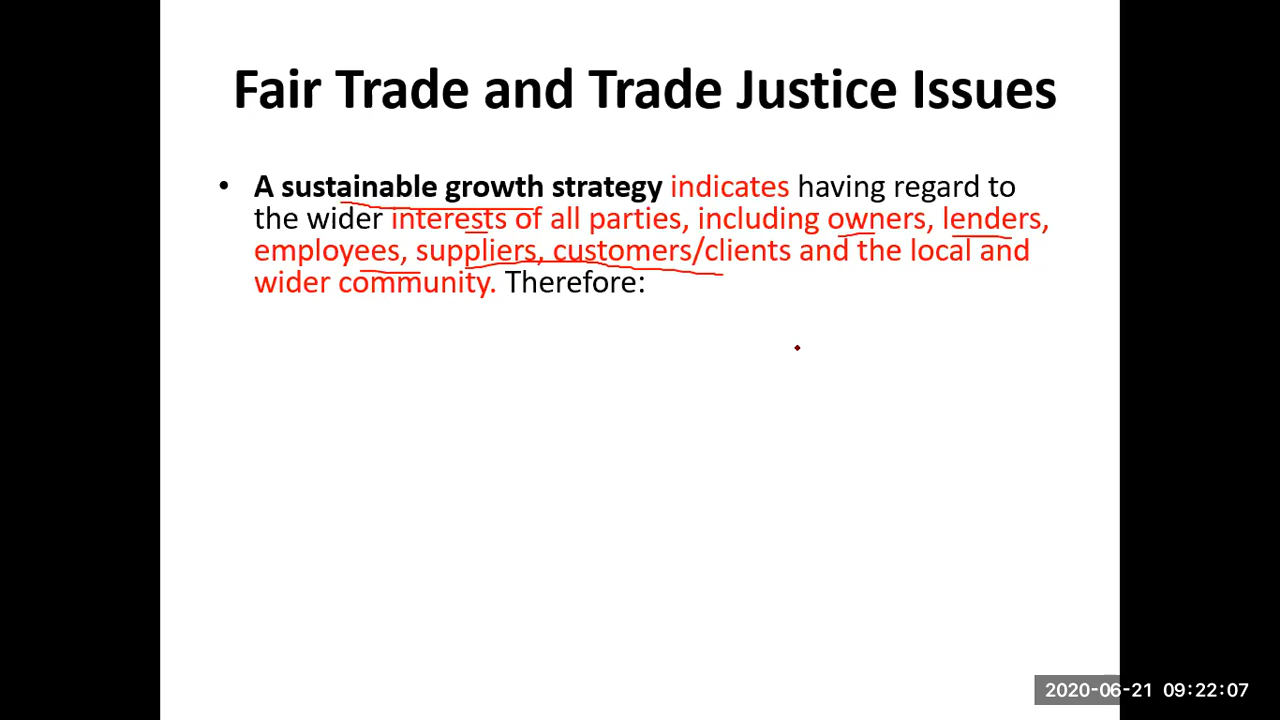 Fair Trade and Trade Justice Issues
• A sustainable growth strategy indicates having regard to
the wider interests of all parties, including owners, lenders,
employees, suppliers, customers/clients and the local and
wider community. Therefore:
2020-06-21 09:22:07